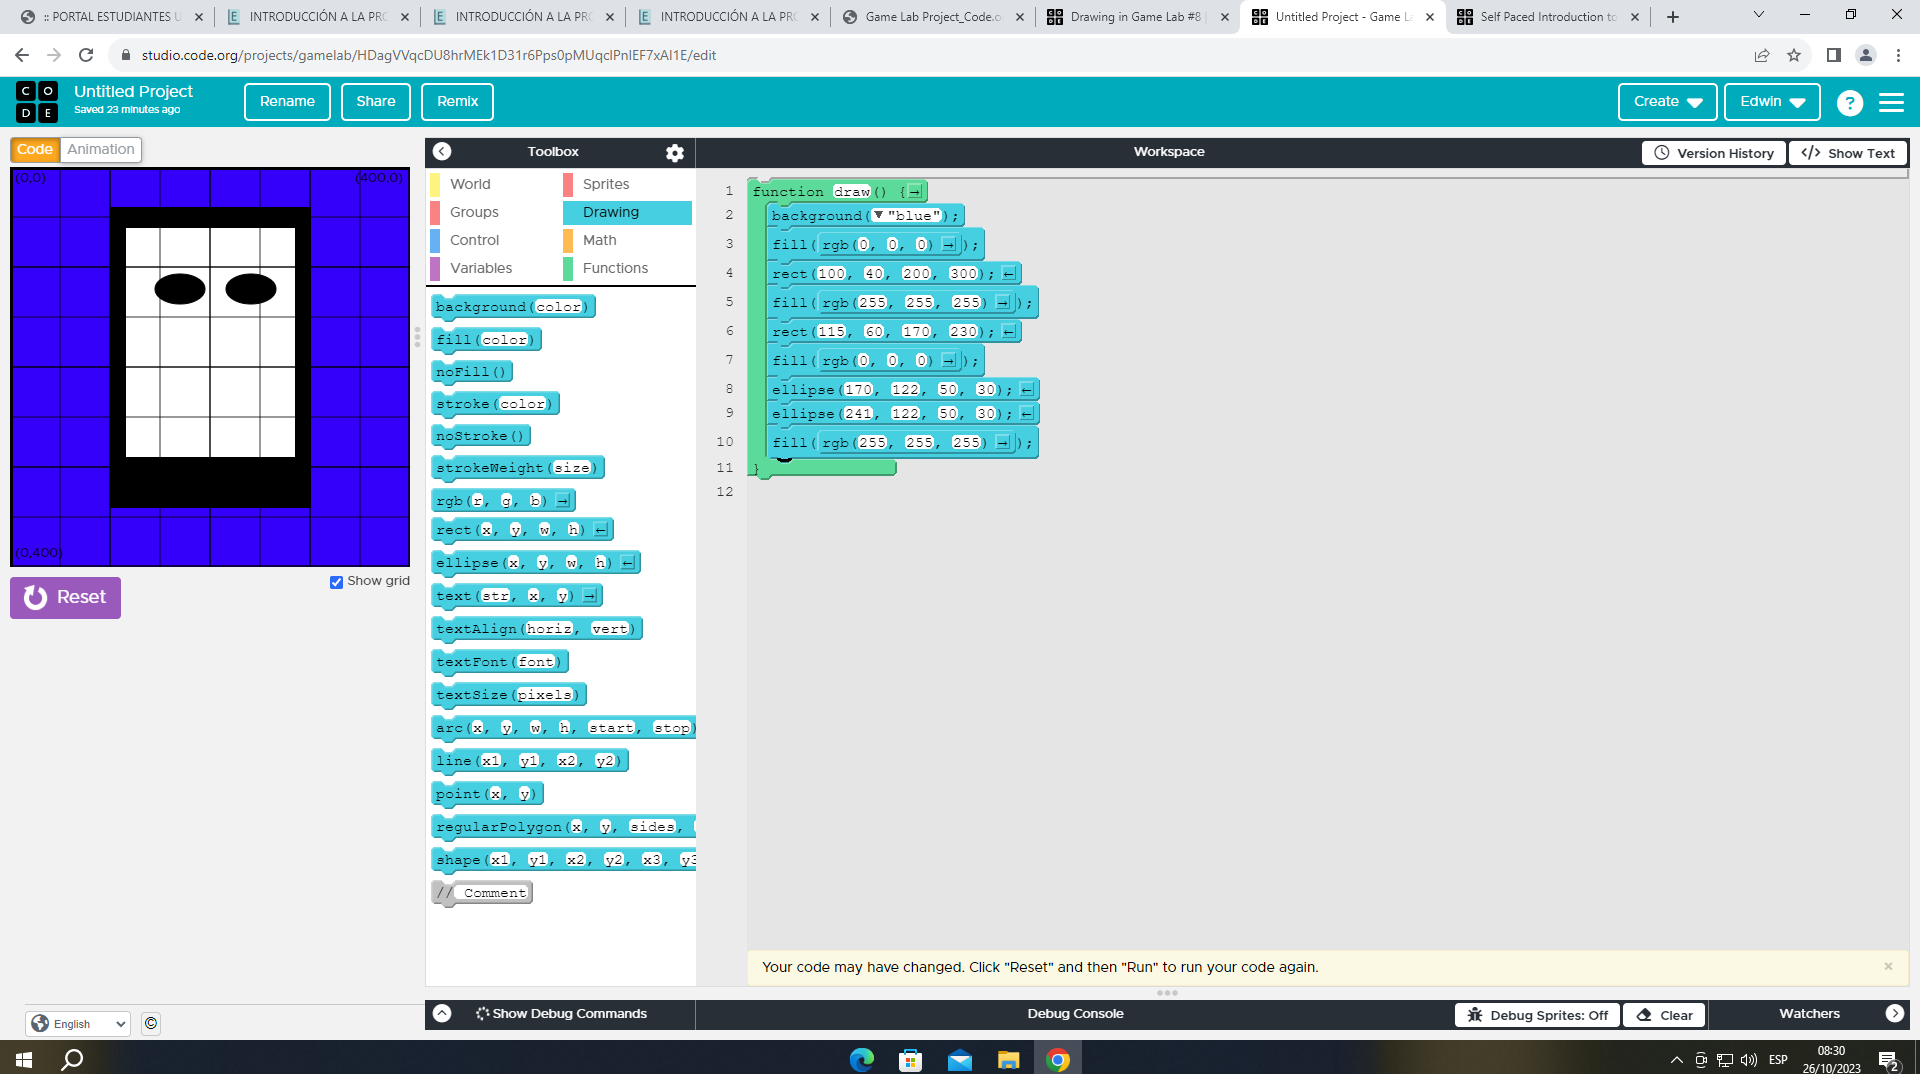 :: PORTAL ESTUDIANTES U
INTRODUCCIÓN A LA PRO
INTRODUCCIÓN A LA PRO
INTRODUCCIÓN A LA PRO
Game Lab Project_Code.o
Drawing in Game Lab #8 |
Untitled Project - Game La
Self Paced Introduction to
studio.code.org/projects/gamelab/HDagVVqcDU8hrMEk1D31r6Pps0pMUqclPnIEF7xAI1E/edit
C O D E
Untitled Project
Saved 23 minutes ago
Rename
Share
Remix
Create
Edwin
?
Code
Animation
Toolbox
Workspace
Version History
</> Show Text
(0,0)
(400,0)
(0,400)
Reset
Show grid
World
Sprites
Groups
Drawing
Control
Math
Variables
Functions
background(color)
fill(color)
noFill()
stroke(color)
noStroke()
strokeWeight(size)
rgb(r, g, b) →
rect(x, y, w, h) ←
ellipse(x, y, w, h) ←
text(str, x, y) →
textAlign(horiz, vert)
textFont(font)
textSize(pixels)
arc(x, y, w, h, start, stop)
line(x1, y1, x2, y2)
point(x, y)
regularPolygon(x, y, sides,
shape(x1, y1, x2, y2, x3, y3
// Comment
1 function draw() { →
2 background(▼"blue");
3 fill(rgb(0, 0, 0) →);
4 rect(100, 40, 200, 300); ←
5 fill(rgb(255, 255, 255) →);
6 rect(115, 60, 170, 230); ←
7 fill(rgb(0, 0, 0) →);
8 ellipse(170, 122, 50, 30); ←
9 ellipse(241, 122, 50, 30); ←
10 fill(rgb(255, 255, 255) →);
11 }
12
Your code may have changed. Click "Reset" and then "Run" to run your code again.
English
©
Show Debug Commands
Debug Console
Debug Sprites: Off
Clear
Watchers
ESP
08:30
26/10/2023
2